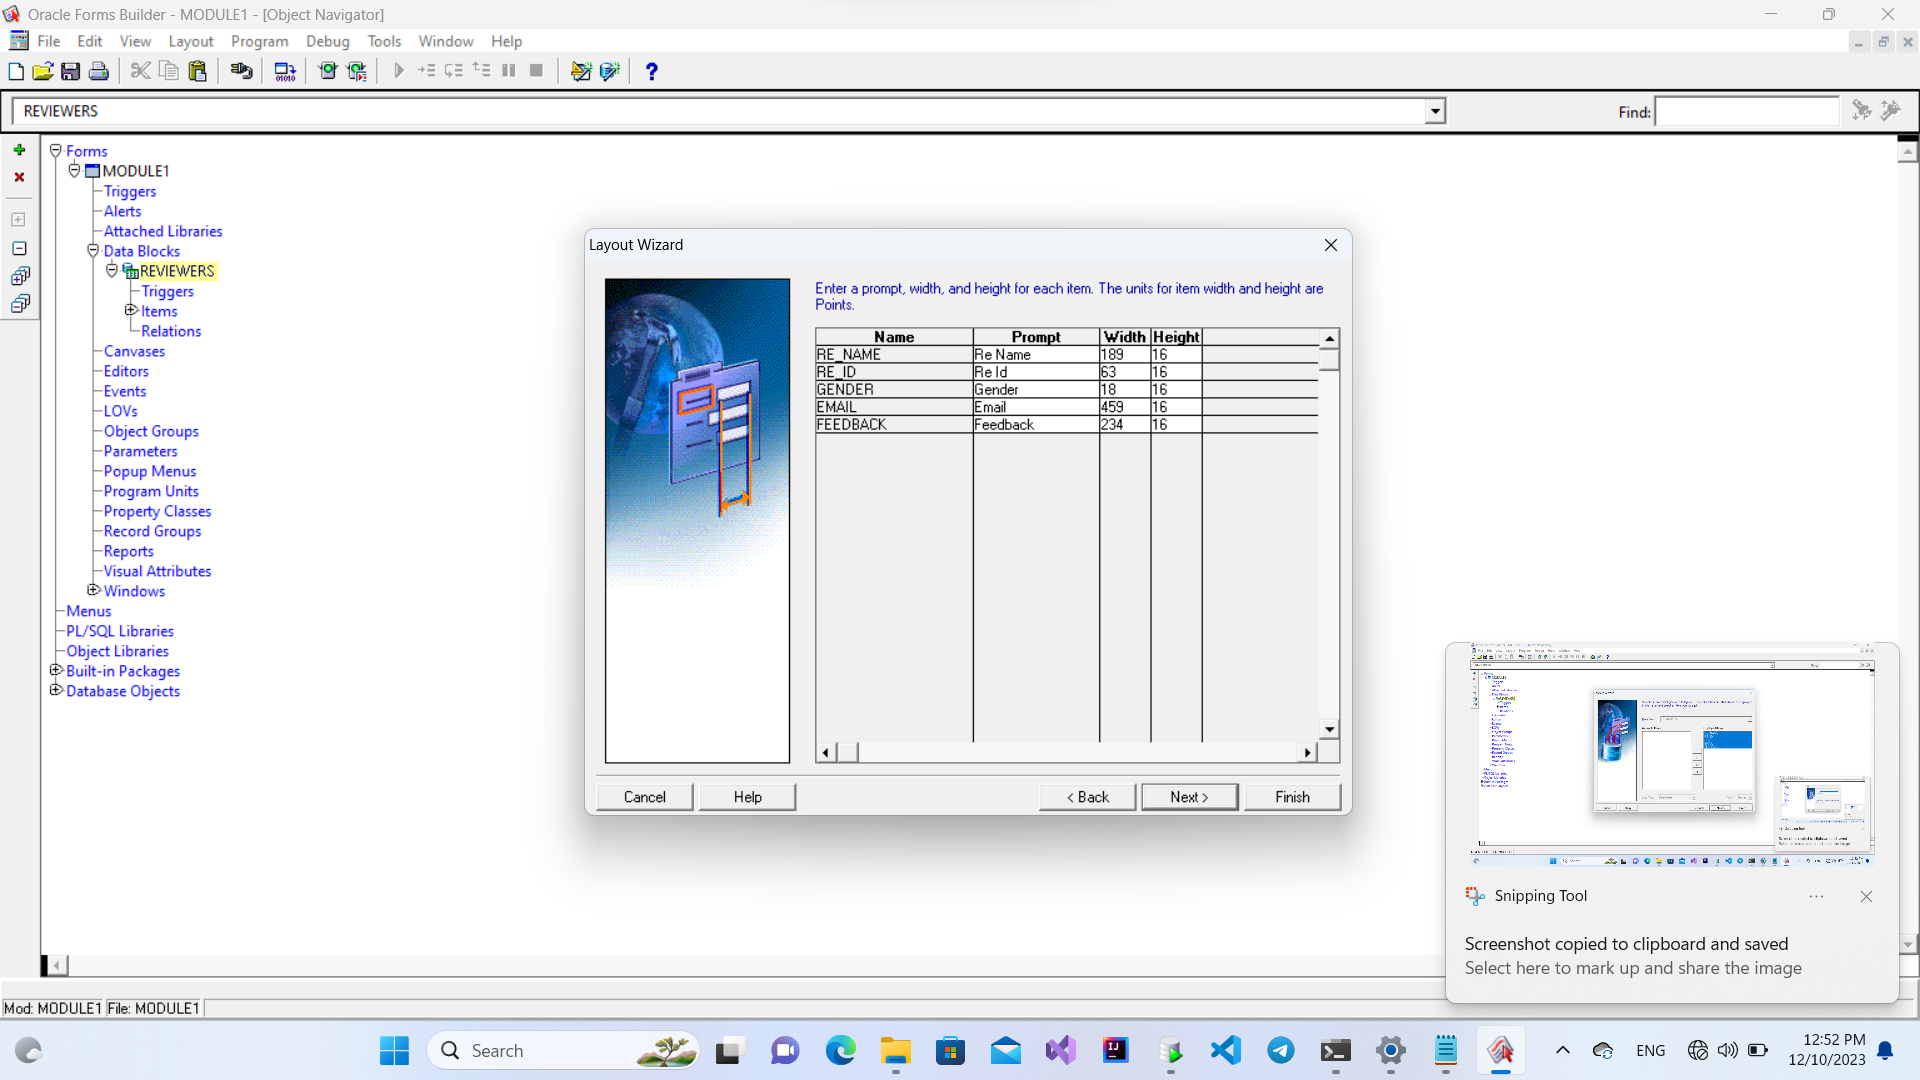 Oracle Forms Builder - MODULE1 - [Object Navigator]
File Edit View Layout Program Debug Tools Window Help
REVIEWERS
Find:
Forms
MODULE1
Triggers
Alerts
Attached Libraries
Data Blocks
REVIEWERS
Triggers
Items
Relations
Canvases
Editors
Events
LOVs
Object Groups
Parameters
Popup Menus
Program Units
Property Classes
Record Groups
Reports
Visual Attributes
Windows
Menus
PL/SQL Libraries
Object Libraries
Built-in Packages
Database Objects
Layout Wizard
Enter a prompt, width, and height for each item. The units for item width and height are
Points.
Name Prompt Width Height
RE_NAME Re Name 189 16
RE_ID Re Id 63 16
GENDER Gender 18 16
EMAIL Email 459 16
FEEDBACK Feedback 234 16
Cancel Help < Back Next > Finish
Snipping Tool
Screenshot copied to clipboard and saved
Select here to mark up and share the image
Mod: MODULE1 File: MODULE1
Search
ENG
12:52 PM
12/10/2023